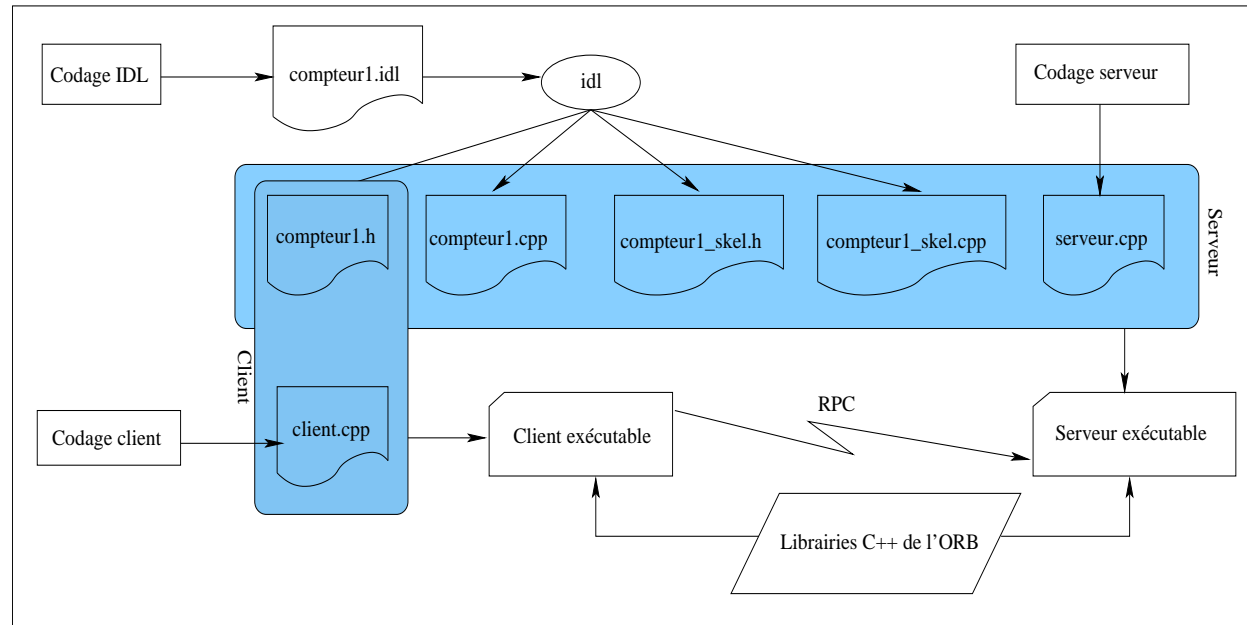 Codage IDL
compteur1.idl
idl
Codage serveur
compteur1.h
compteur1.cpp
compteur1_skel.h
compteur1_skel.cpp
serveur.cpp
Serveur
Client
Codage client
client.cpp
Client exécutable
RPC
Serveur exécutable
Librairies C++ de l'ORB